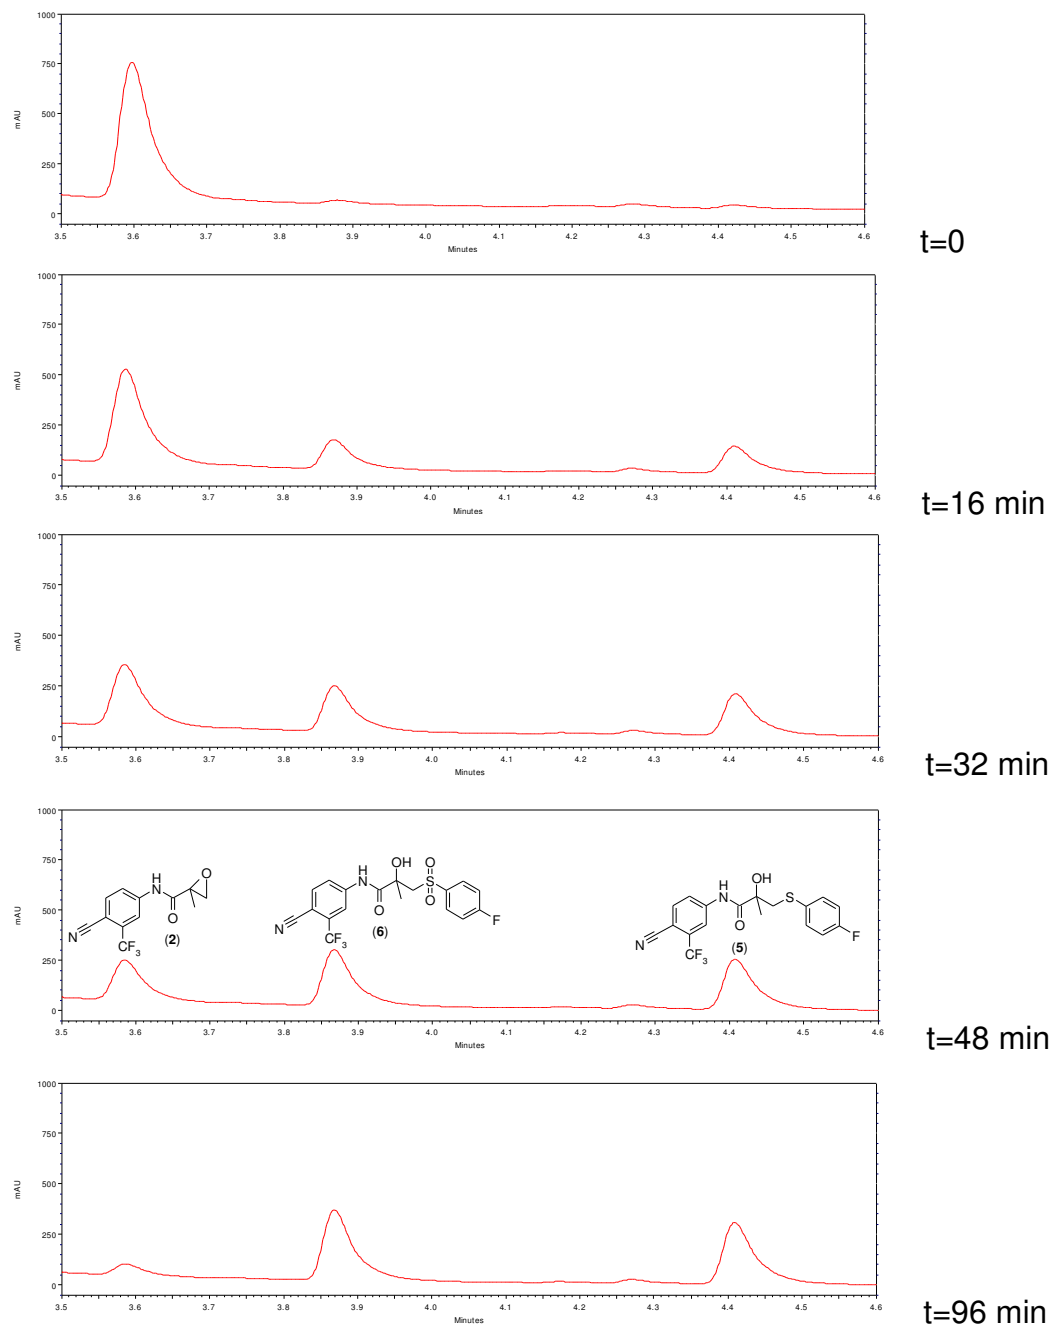 1000
750
500
250
0
mAU
3.5 3.6 3.7 3.8 3.9 4.0 4.1 4.2 4.3 4.4 4.5 4.6
Minutes
t=0
1000
750
500
250
0
mAU
3.5 3.6 3.7 3.8 3.9 4.0 4.1 4.2 4.3 4.4 4.5 4.6
Minutes
t=16 min
1000
750
500
250
0
mAU
3.5 3.6 3.7 3.8 3.9 4.0 4.1 4.2 4.3 4.4 4.5 4.6
Minutes
t=32 min
1000
750
500
250
0
mAU
H
N
O
O
N
CF3
(2)
H
N
OH
O
O
S
O
F
N
CF3
(6)
H
N
OH
S
O
F
N
CF3
(5)
3.5 3.6 3.7 3.8 3.9 4.0 4.1 4.2 4.3 4.4 4.5 4.6
Minutes
t=48 min
1000
750
500
250
0
mAU
3.5 3.6 3.7 3.8 3.9 4.0 4.1 4.2 4.3 4.4 4.5 4.6
Minutes
t=96 min